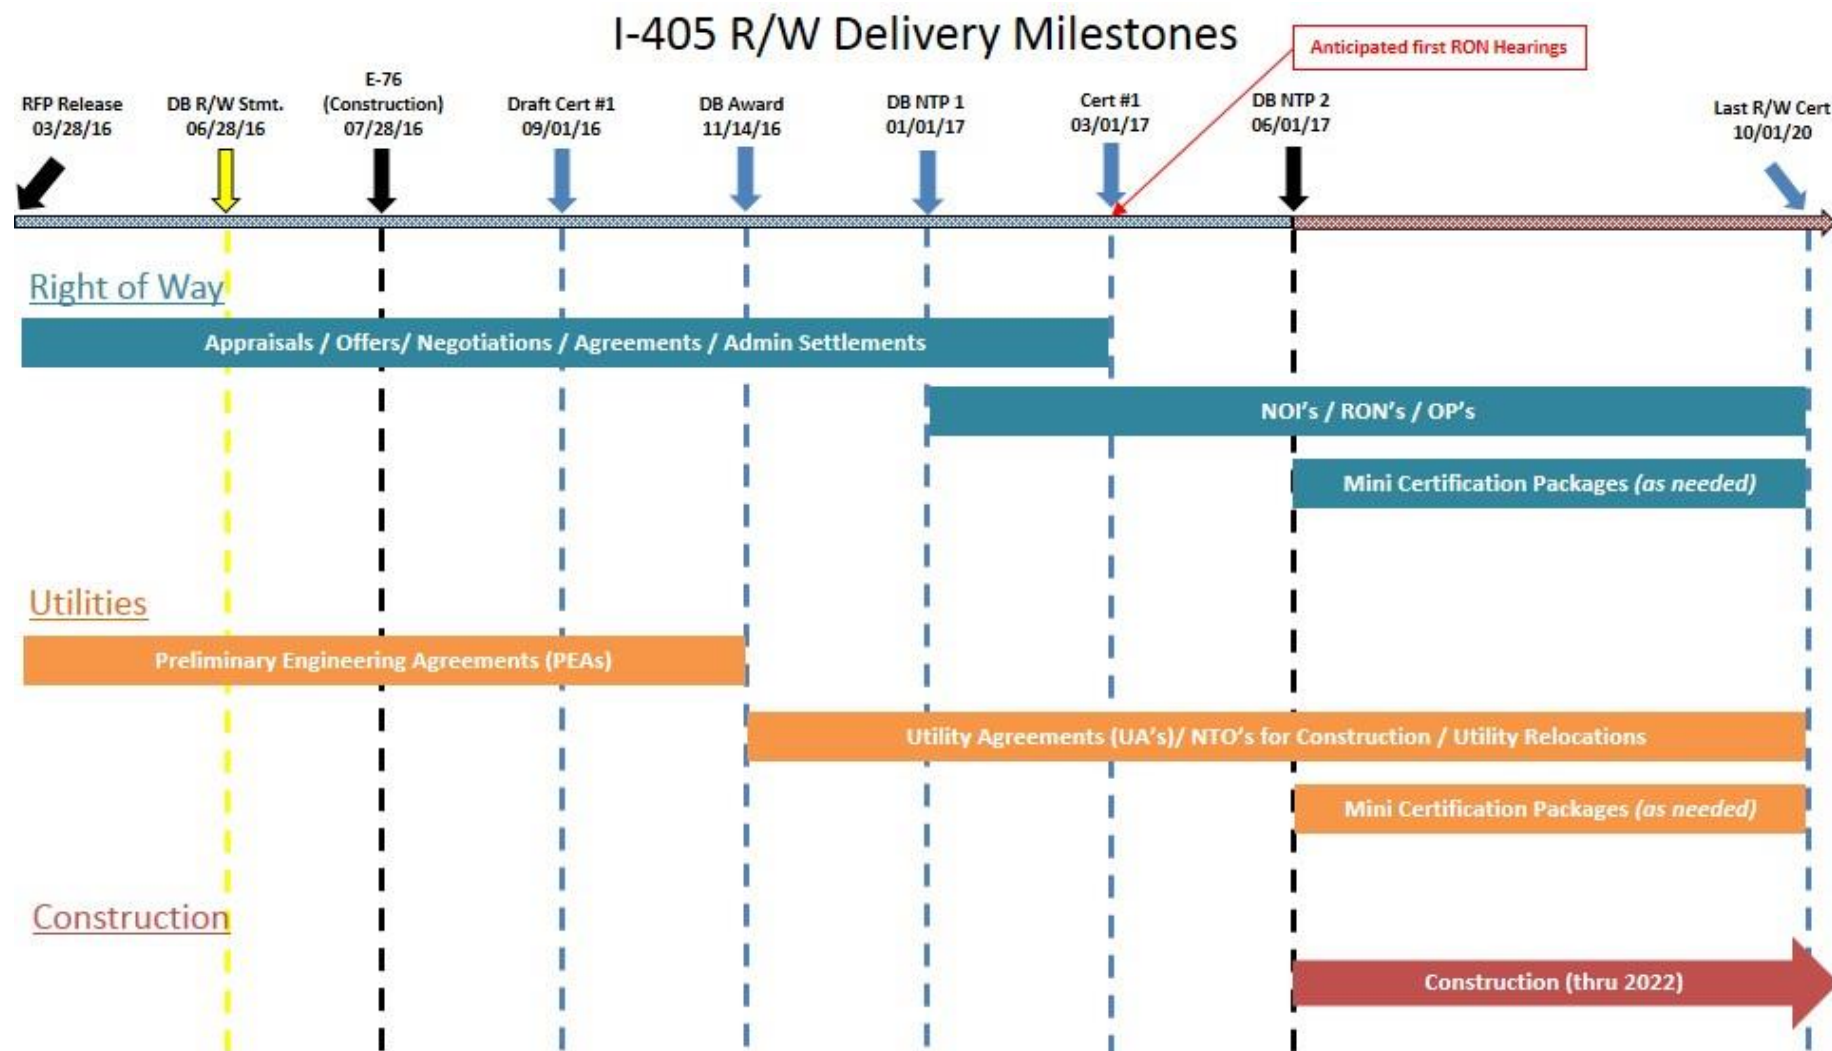 I-405 R/W Delivery Milestones
Anticipated first RON Hearings
RFP Release
03/28/16
DB R/W Stmt.
06/28/16
E-76
(Construction)
07/28/16
Draft Cert #1
09/01/16
DB Award
11/14/16
DB NTP 1
01/01/17
Cert #1
03/01/17
DB NTP 2
06/01/17
Last R/W Cert
10/01/20
Right of Way
Appraisals / Offers/ Negotiations / Agreements / Admin Settlements
NOI's / RON's / OP's
Mini Certification Packages (as needed)
Utilities
Preliminary Engineering Agreements (PEAs)
Utility Agreements (UA's)/ NTO's for Construction / Utility Relocations
Mini Certification Packages (as needed)
Construction
Construction (thru 2022)